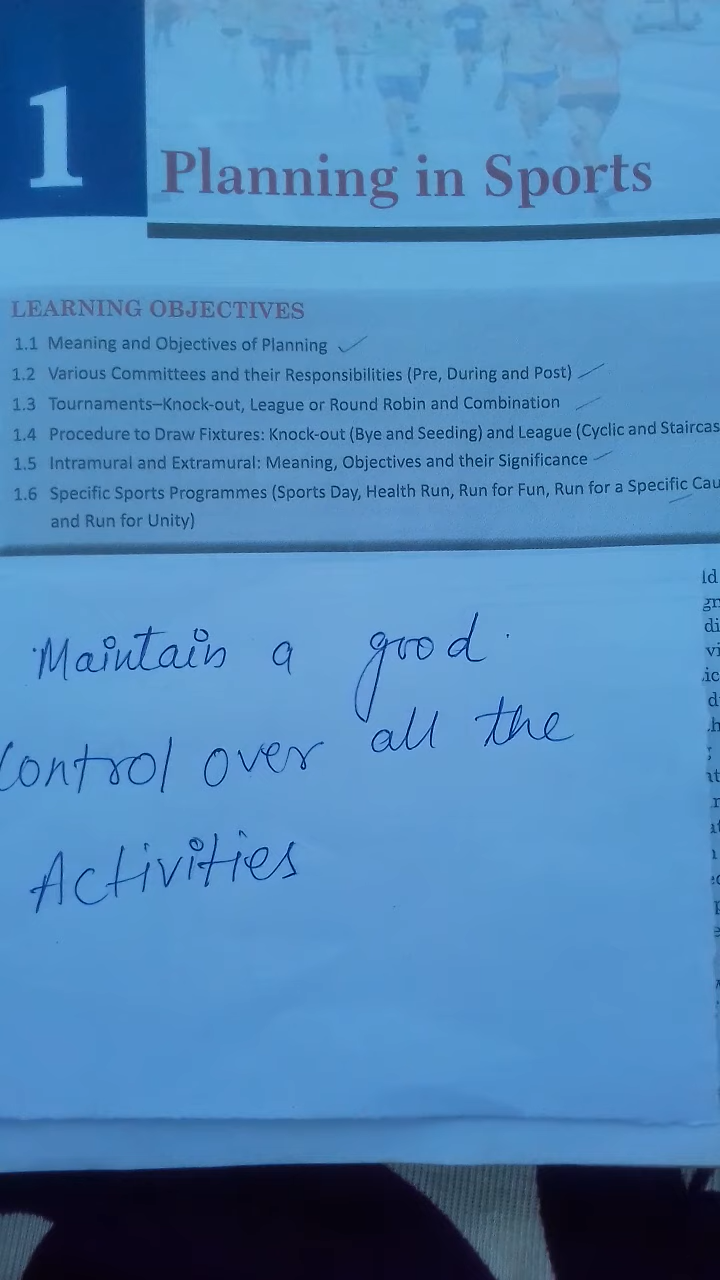 1
Planning in Sports
LEARNING OBJECTIVES
1.1 Meaning and Objectives of Planning
1.2 Various Committees and their Responsibilities (Pre, During and Post)
1.3 Tournaments–Knock-out, League or Round Robin and Combination
1.4 Procedure to Draw Fixtures: Knock-out (Bye and Seeding) and League (Cyclic and
1.5 Intramural and Extramural: Meaning, Objectives and their Significance
1.6 Specific Sports Programmes (Sports Day, Health Run, Run for Fun, Run for a Specific
and Run for Unity)
Maintain a good
Control over all the
Activities